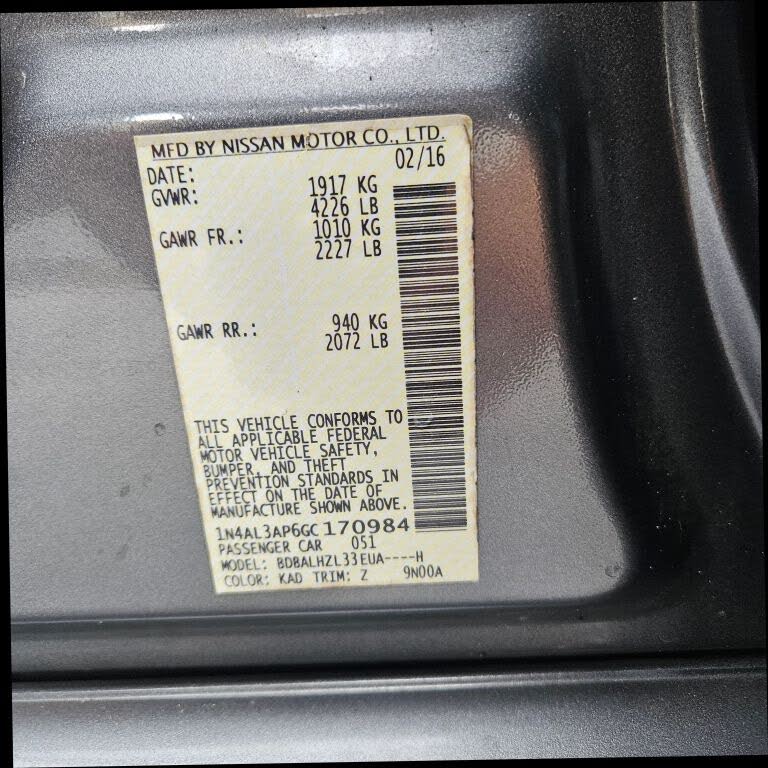 MFD BY NISSAN MOTOR CO., LTD.
DATE: 02/16
GVWR: 1917 KG
4226 LB
GAWR FR.: 1010 KG
2227 LB
GAWR RR.: 940 KG
2072 LB
THIS VEHICLE CONFORMS TO
ALL APPLICABLE FEDERAL
MOTOR VEHICLE SAFETY,
BUMPER, AND THEFT
PREVENTION STANDARDS IN
EFFECT ON THE DATE OF
MANUFACTURE SHOWN ABOVE.
1N4AL3AP6GC170984
PASSENGER CAR 051
MODEL: BDBALHZL33EUA----H
COLOR: KAD TRIM: Z 9N00A